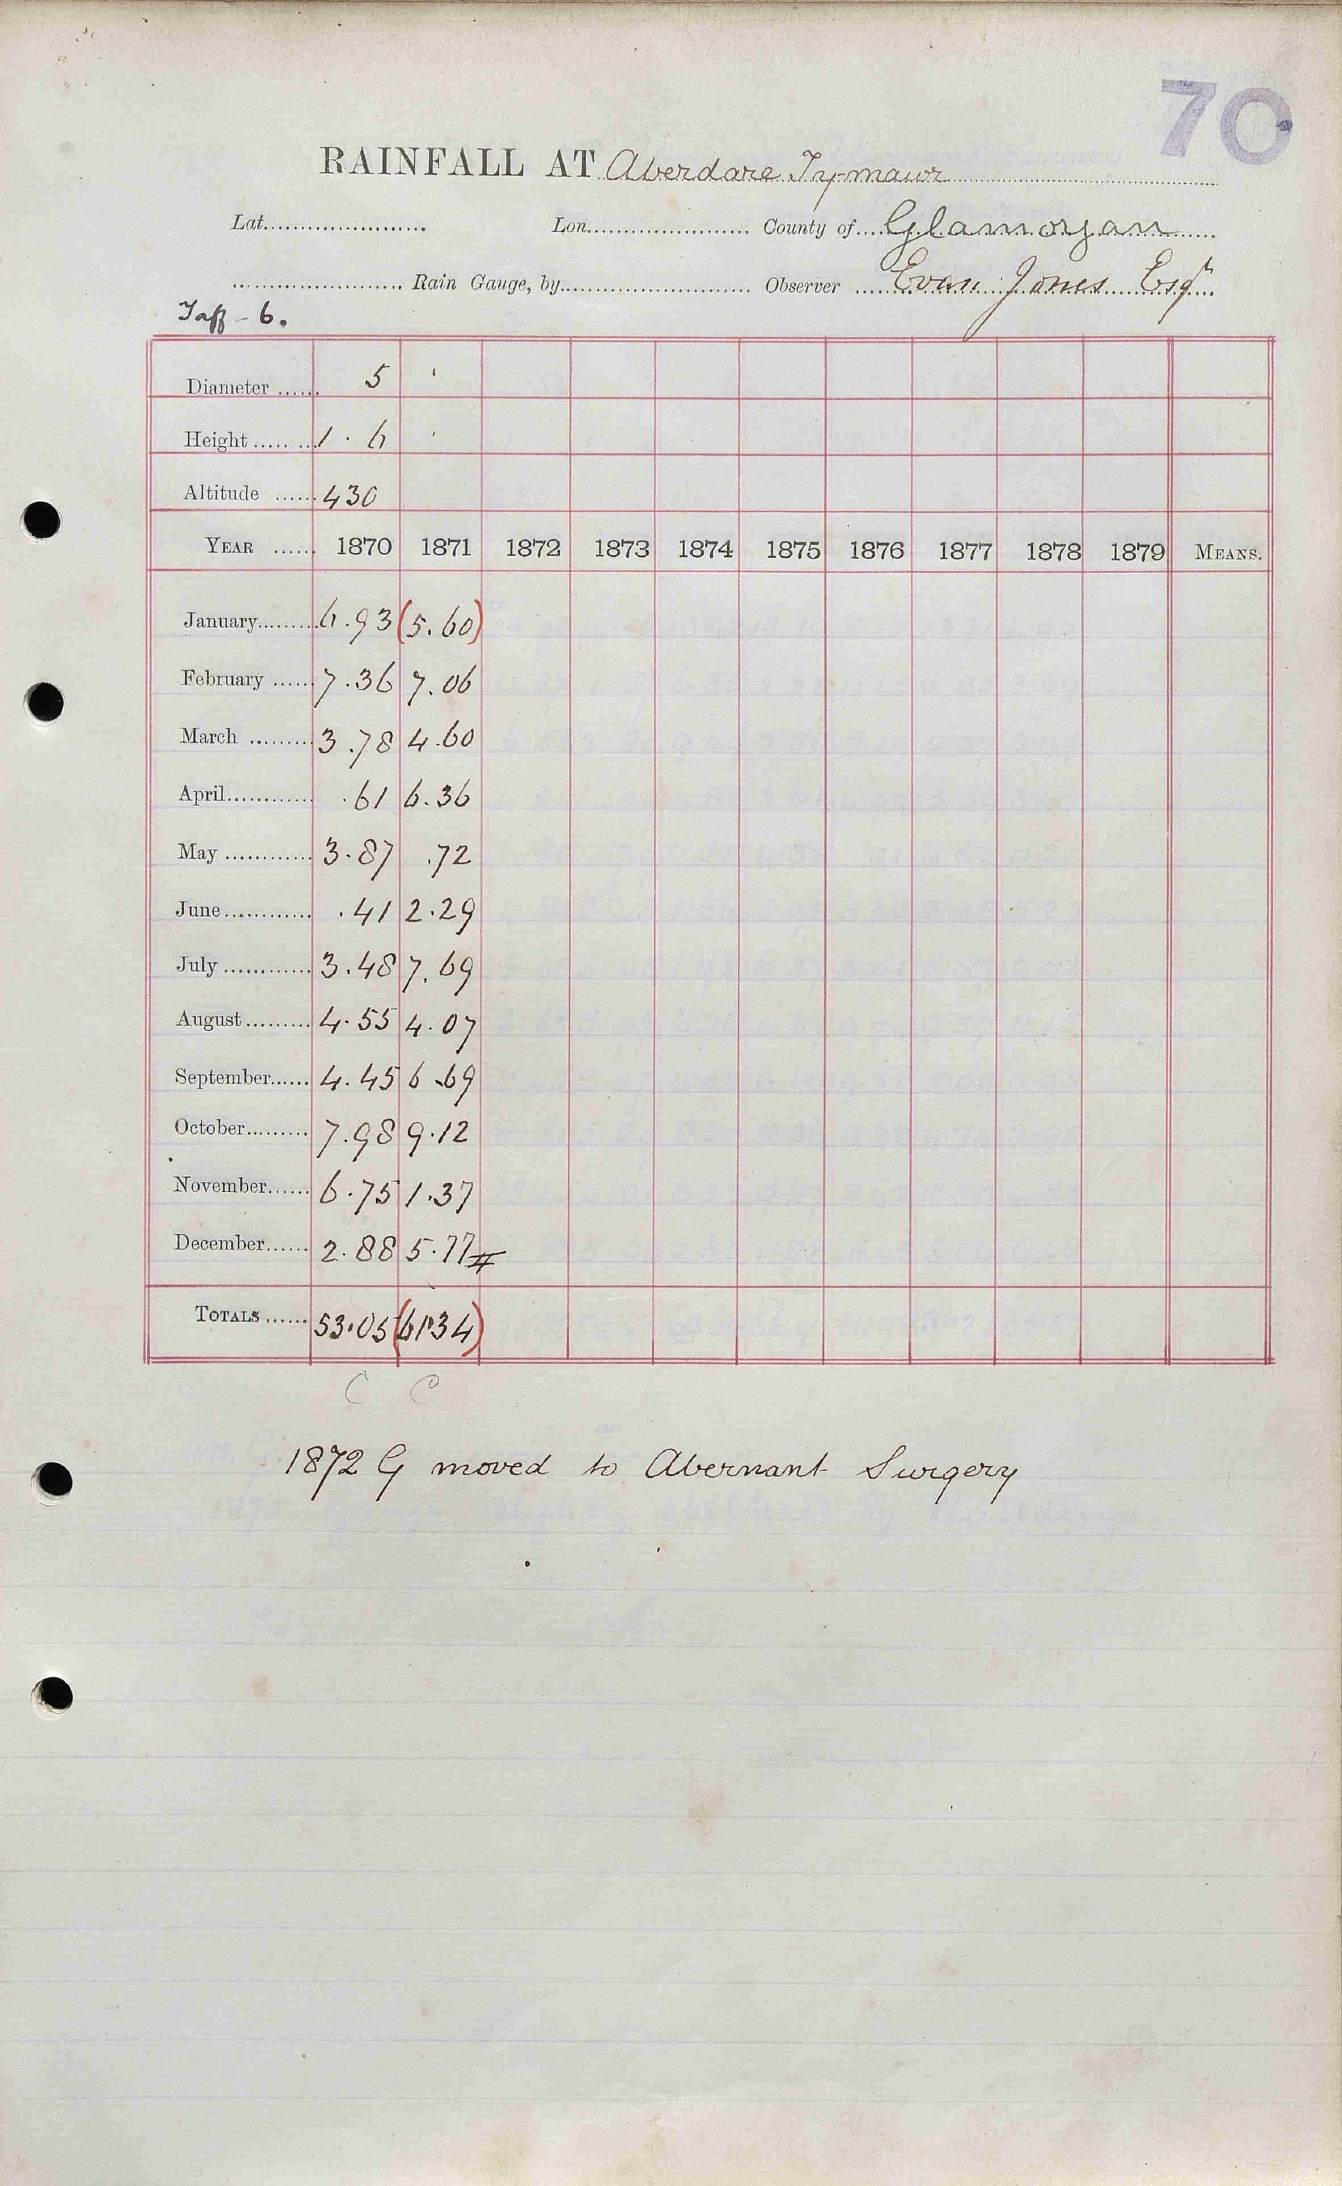 70
RAINFALL AT Aberdare Ty-mawr
Lat. Lon. County of Glamorgan
Rain Gauge, by Observer Evan Jones Esqr
Taff - 6.
Diameter 5 '
Height 1 . 6 '
Altitude 430
YEAR 1870 1871 1872 1873 1874 1875 1876 1877 1878 1879 MEANS.
January 6.93 (5.60)
February 7.36 7.06
March 3.78 4.60
April .61 6.36
May 3.87 .72
June .41 2.29
July 3.48 7.69
August 4.55 4.07
September 4.45 6.69
October 7.98 9.12
November 6.75 1.37
December 2.88 5.77
TOTALS 53.05 (61.34)
C C
1872 G moved to Abernant Surgery